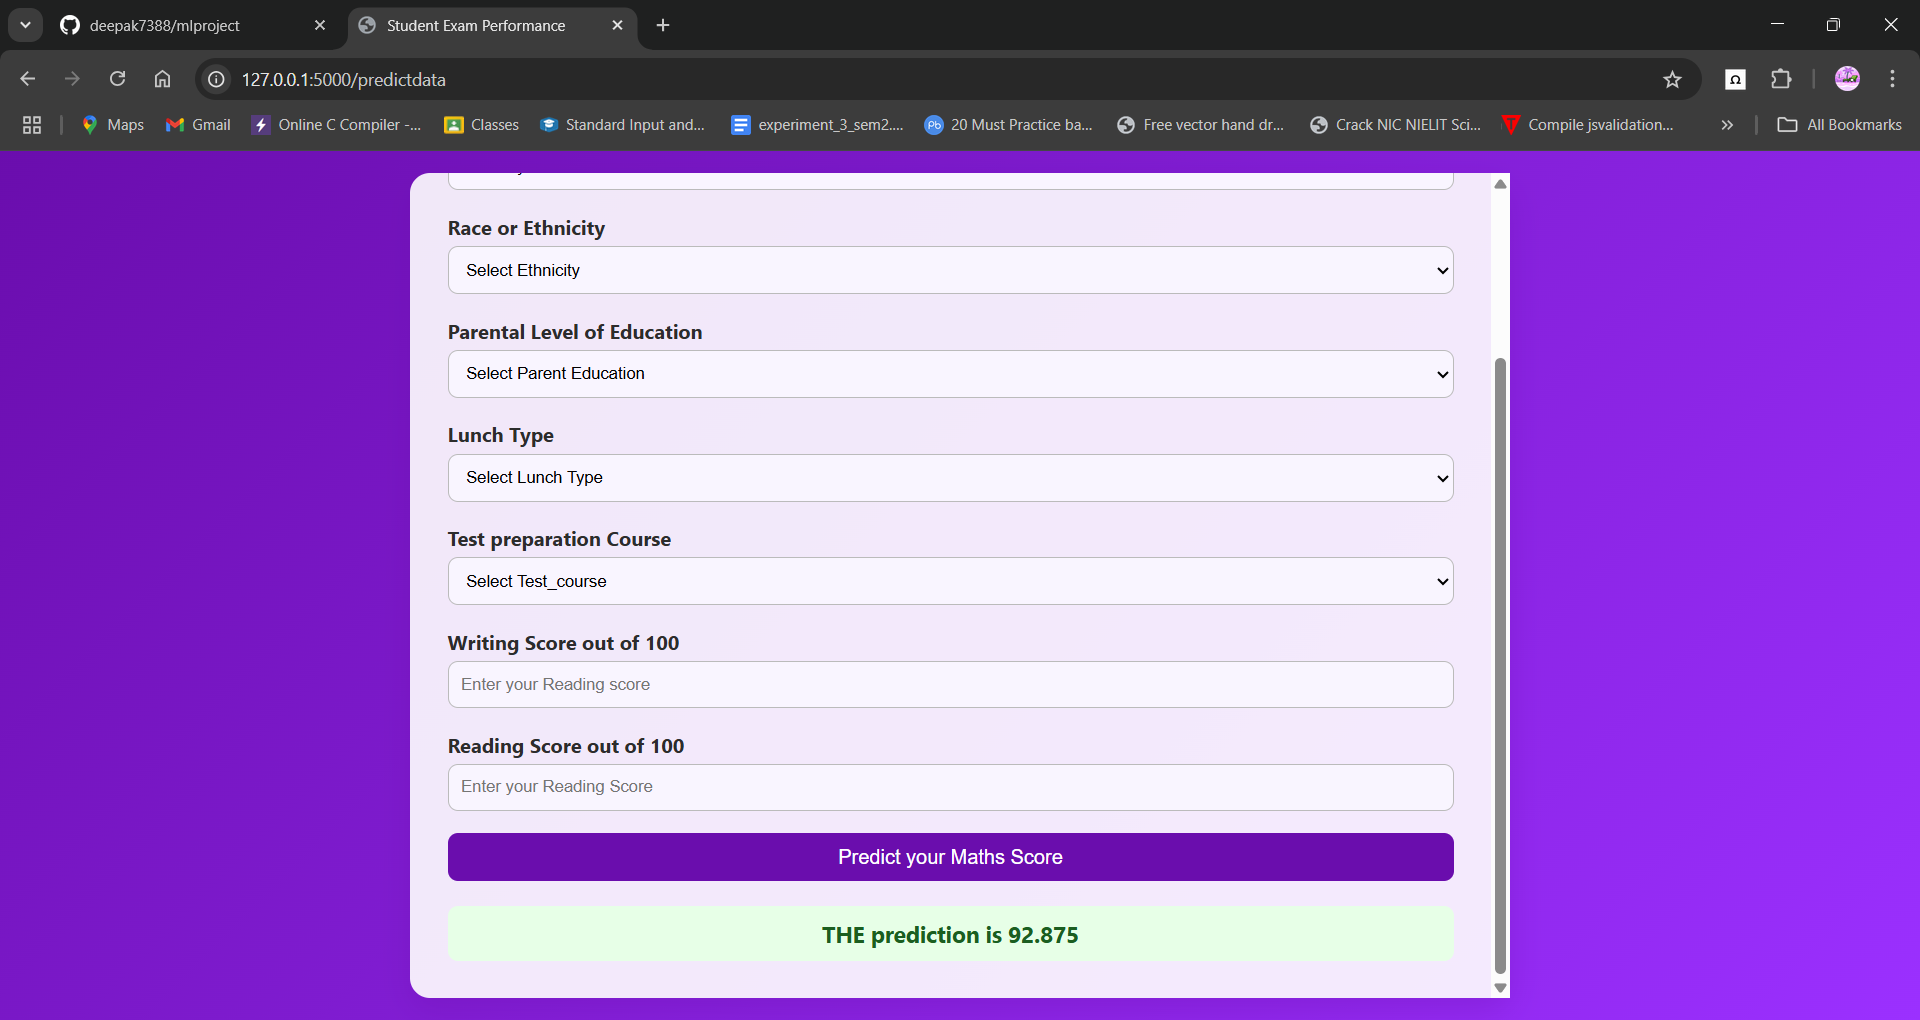 deepak7388/mlproject
Student Exam Performance
127.0.0.1:5000/predictdata
Maps
Gmail
Online C Compiler -...
Classes
Standard Input and...
experiment_3_sem2....
Pb
20 Must Practice ba...
Free vector hand dr...
Crack NIC NIELIT Sci...
Compile jsvalidation...
All Bookmarks
Race or Ethnicity
Select Ethnicity
Parental Level of Education
Select Parent Education
Lunch Type
Select Lunch Type
Test preparation Course
Select Test_course
Writing Score out of 100
Enter your Reading score
Reading Score out of 100
Enter your Reading Score
Predict your Maths Score
THE prediction is 92.875